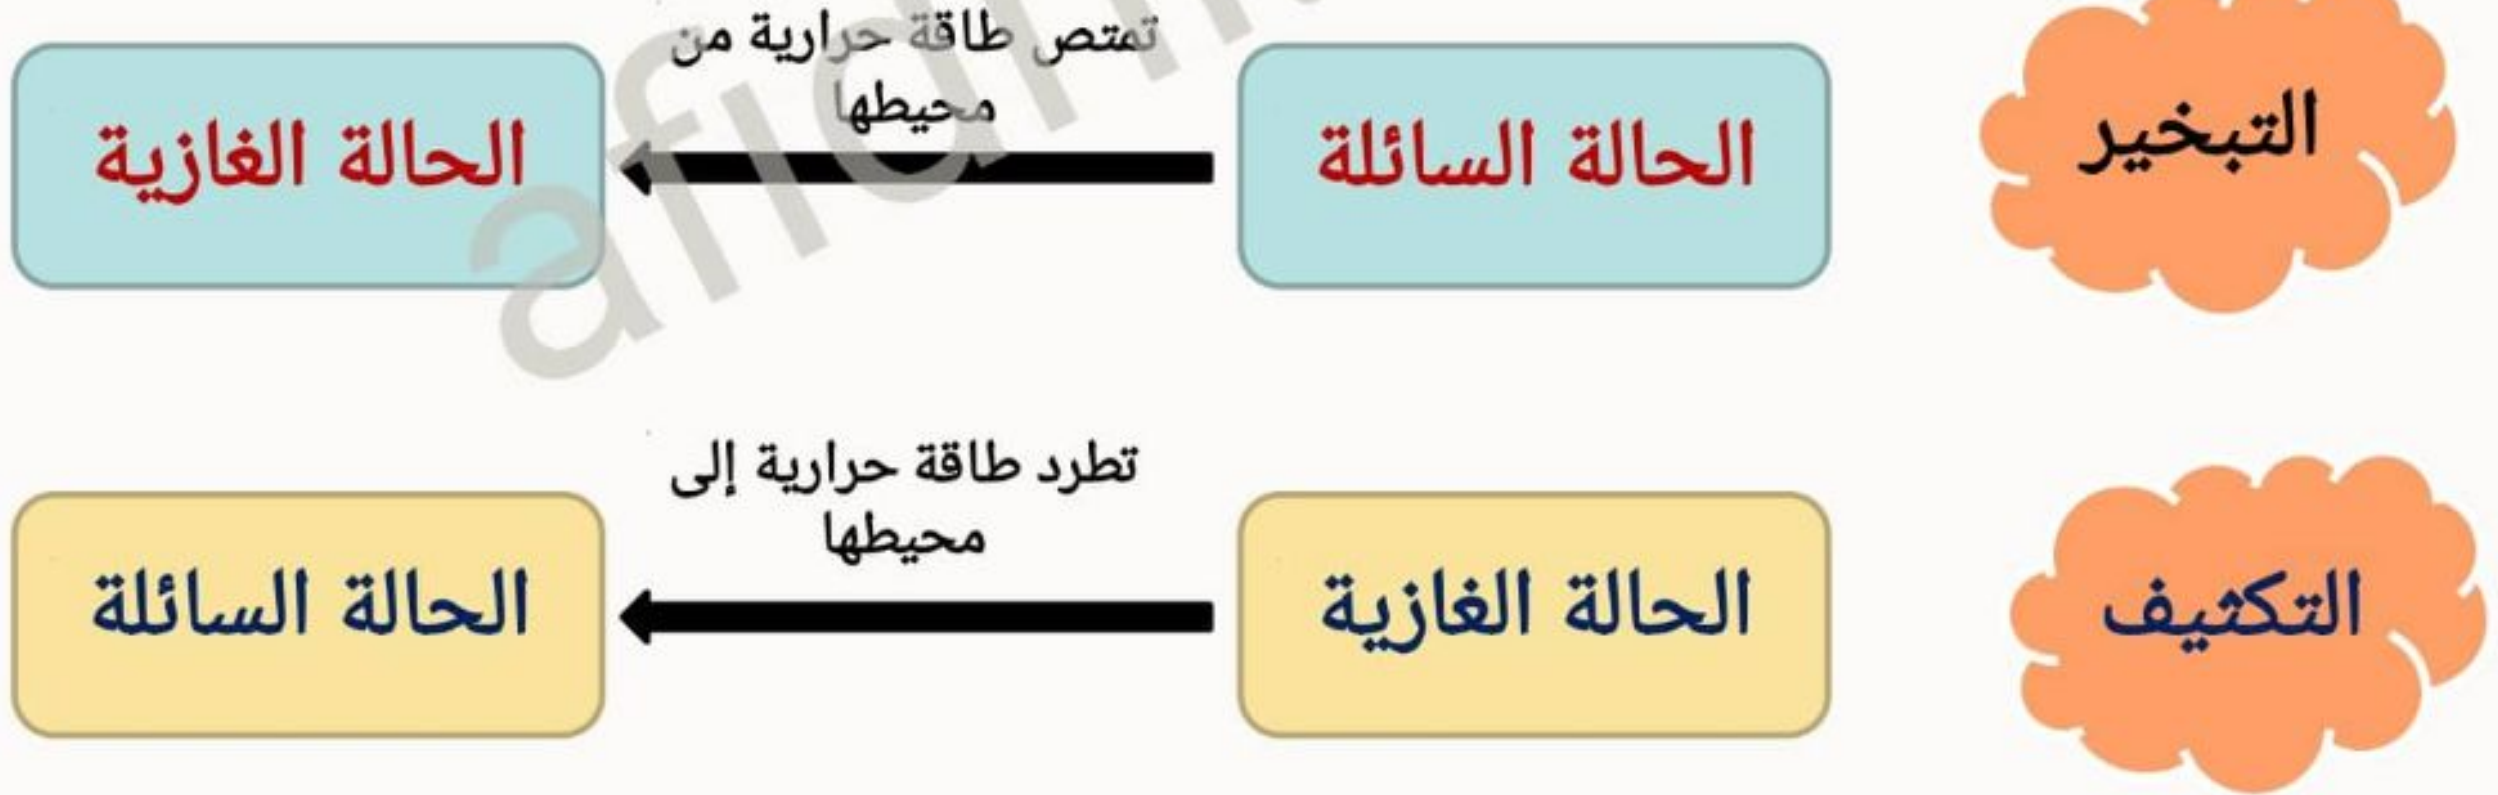 التبخير
الحالة السائلة
تمتص طاقة حرارية من
محيطها
الحالة الغازية
التكثيف
الحالة الغازية
تطرد طاقة حرارية إلى
محيطها
الحالة السائلة